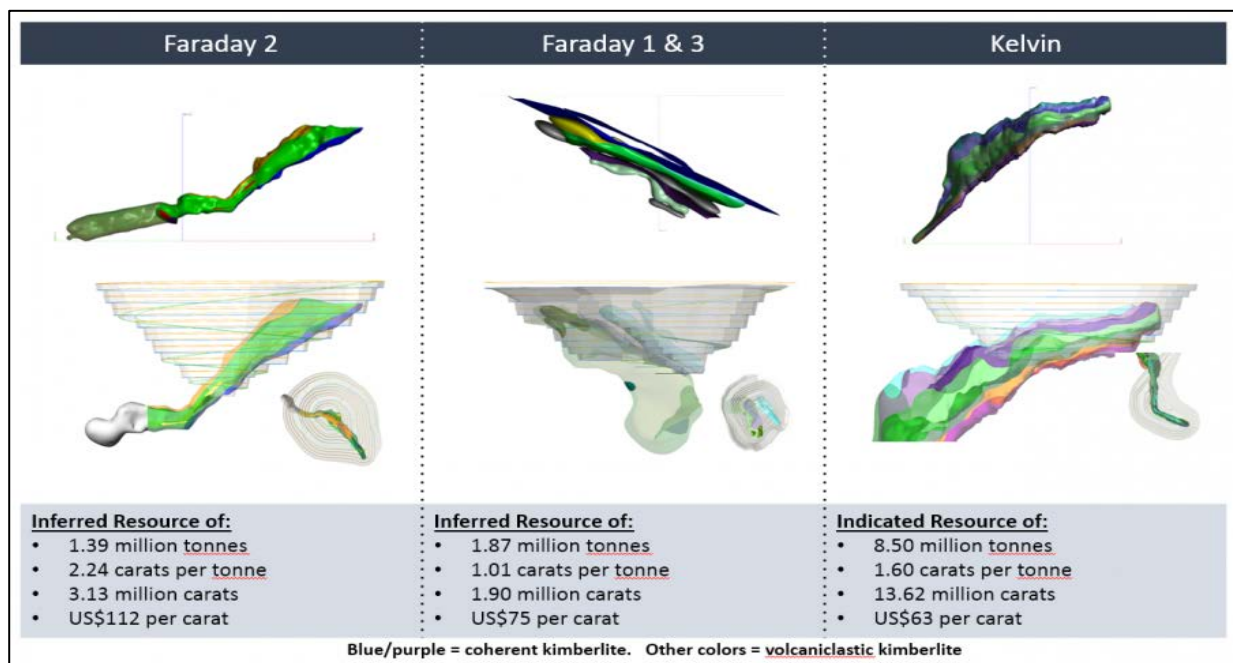 Faraday 2
Faraday 1 & 3
Kelvin
Inferred Resource of:
• 1.39 million tonnes
• 2.24 carats per tonne
• 3.13 million carats
• US$112 per carat
Inferred Resource of:
• 1.87 million tonnes
• 1.01 carats per tonne
• 1.90 million carats
• US$75 per carat
Indicated Resource of:
• 8.50 million tonnes
• 1.60 carats per tonne
• 13.62 million carats
• US$63 per carat
Blue/purple = coherent kimberlite. Other colors = volcaniclastic kimberlite